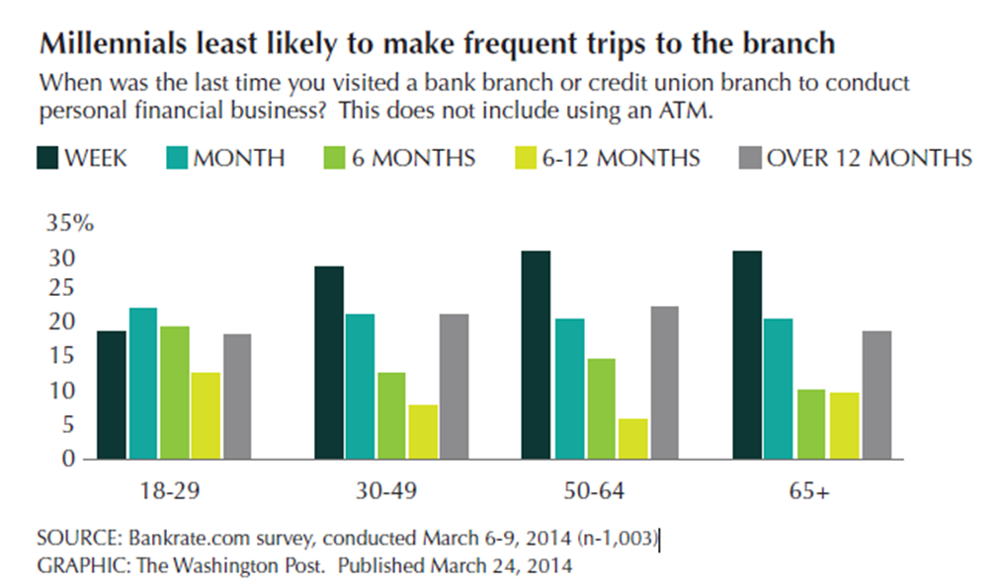 Millennials least likely to make frequent trips to the branch
When was the last time you visited a bank branch or credit union branch to conduct
personal financial business? This does not include using an ATM.
WEEK MONTH 6 MONTHS 6-12 MONTHS OVER 12 MONTHS
35%
30
25
20
15
10
5
0
18-29 30-49 50-64 65+
SOURCE: Bankrate.com survey, conducted March 6-9, 2014 (n-1,003)
GRAPHIC: The Washington Post. Published March 24, 2014